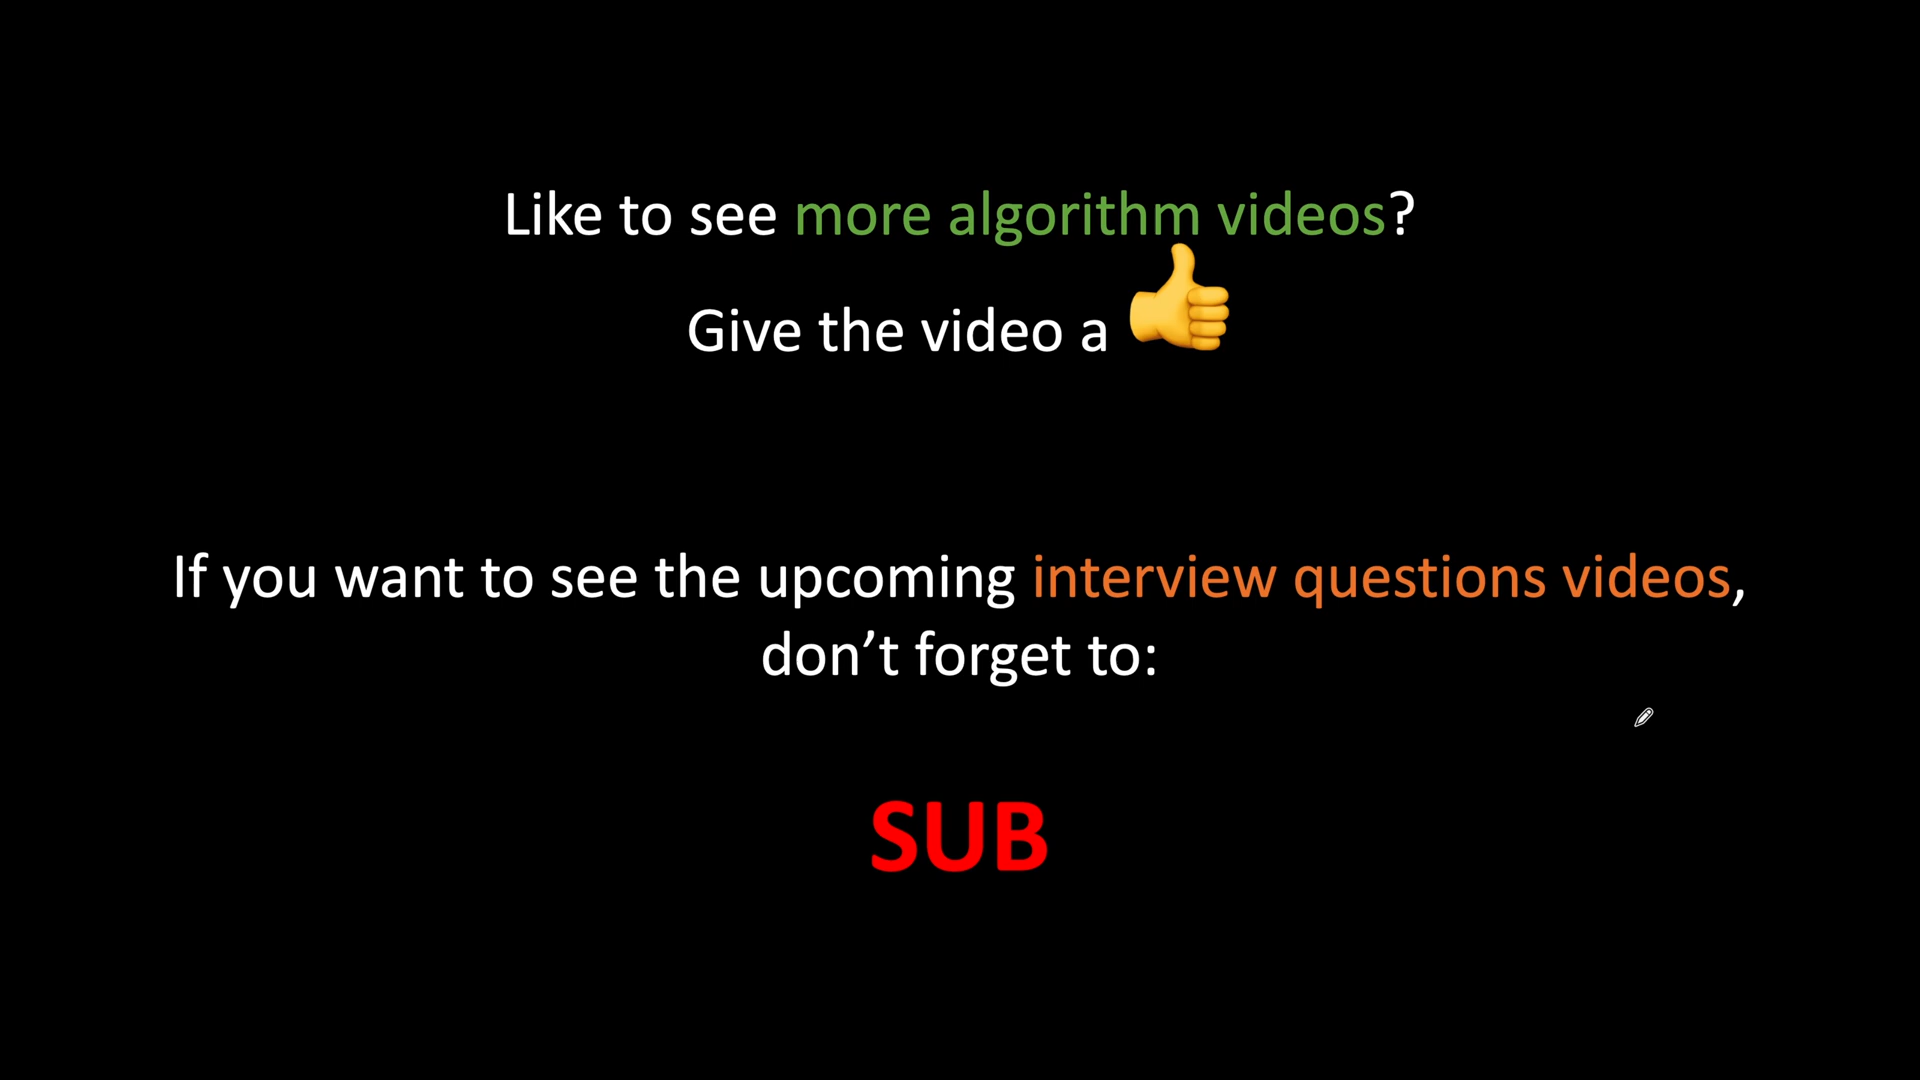 Like to see more algorithm videos?
Give the video a 👍
If you want to see the upcoming interview questions videos,
don’t forget to:
SUB